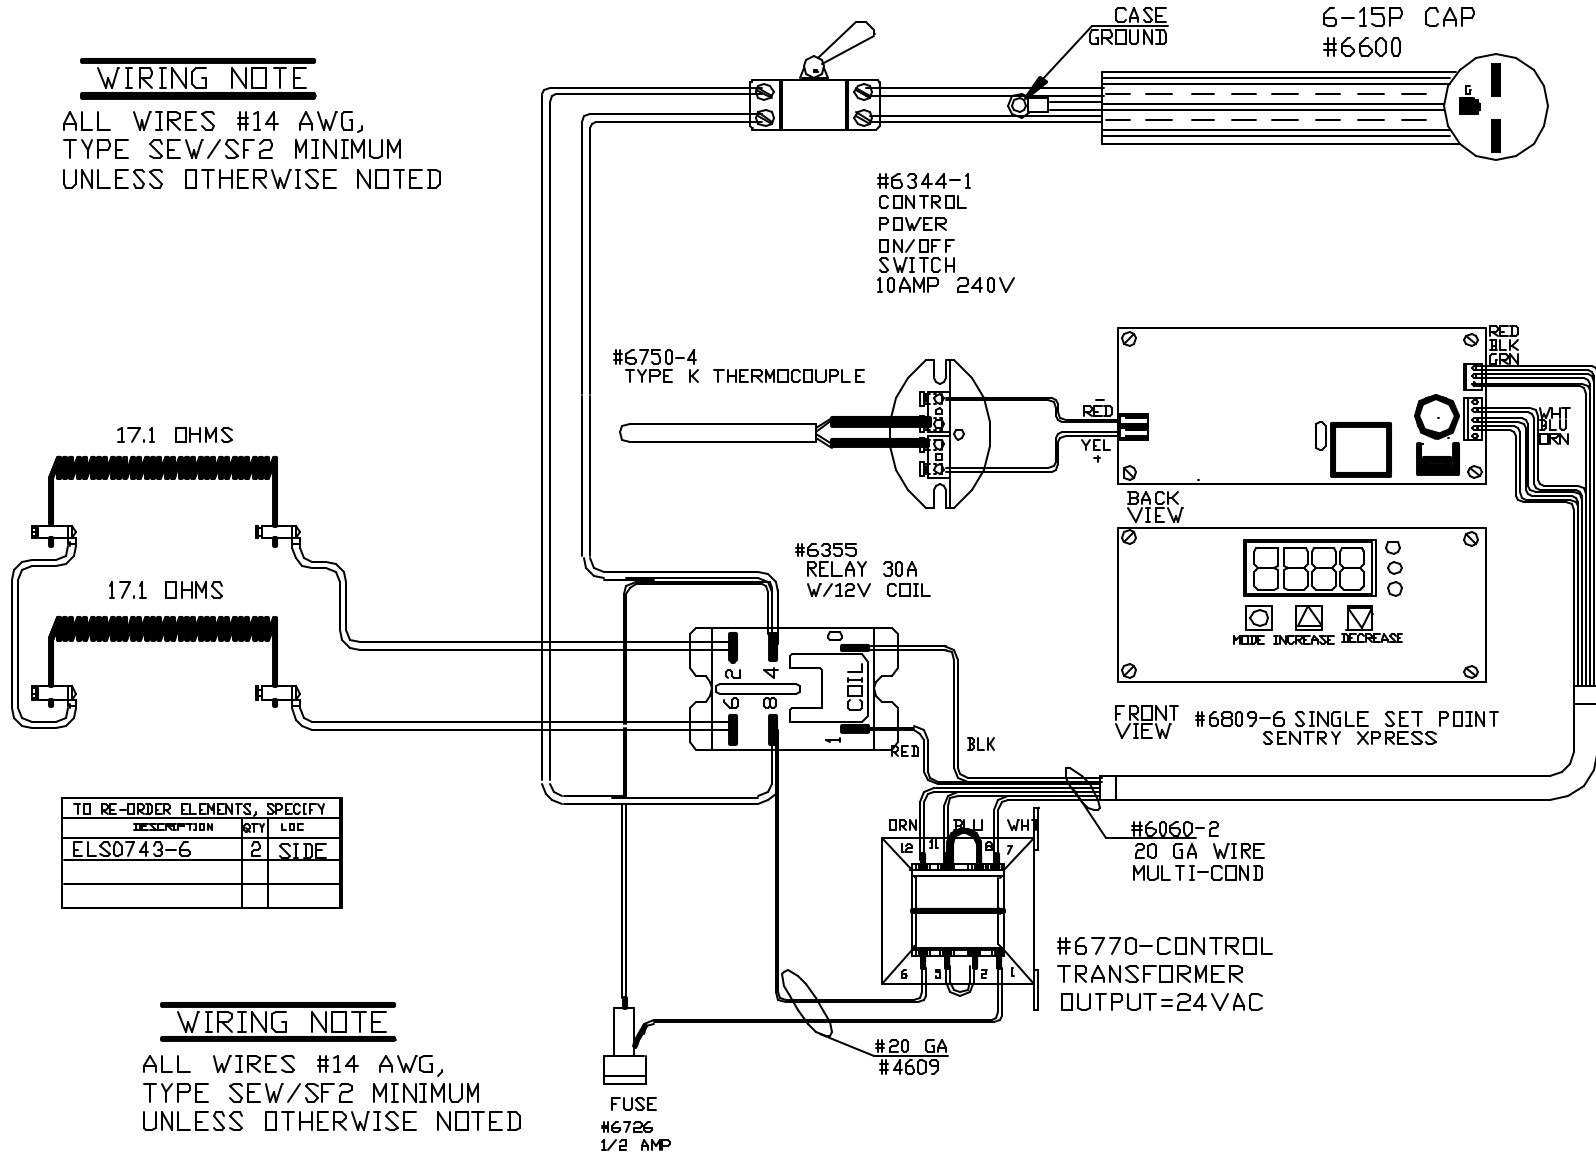 CASE
GROUND
6-15P CAP
#6600
G
WIRING NOTE
ALL WIRES #14 AWG,
TYPE SEW/SF2 MINIMUM
UNLESS OTHERWISE NOTED
#6344-1
CONTROL
POWER
ON/OFF
SWITCH
10AMP 240V
#6750-4
TYPE K THERMOCOUPLE
-
RED
YEL
+
RED
BLK
GRN
WHT
BLU
ORN
BACK
VIEW
17.1 OHMS
17.1 OHMS
#6355
RELAY 30A
W/12V COIL
2
4
6
8
COIL
1
RED
BLK
MODE INCREASE DECREASE
FRONT
VIEW
#6809-6 SINGLE SET POINT
SENTRY XPRESS
TO RE-ORDER ELEMENTS, SPECIFY
DESCRIPTION QTY LOC
ELS0743-6 2 SIDE
ORN BLU WHT
12 11 8 7
6 5 2 1
#6060-2
20 GA WIRE
MULTI-COND
#6770-CONTROL
TRANSFORMER
OUTPUT=24VAC
#20 GA
#4609
WIRING NOTE
ALL WIRES #14 AWG,
TYPE SEW/SF2 MINIMUM
UNLESS OTHERWISE NOTED
FUSE
#6726
1/2 AMP